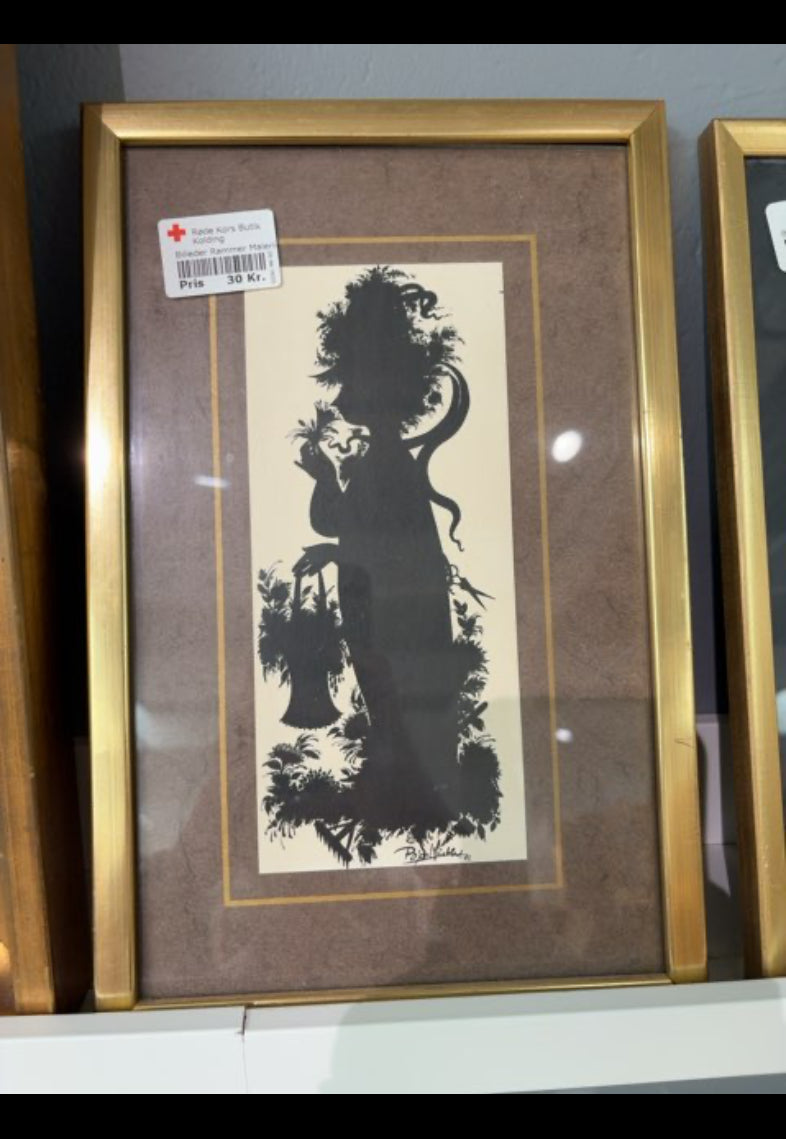 Røde Kors Butik
Kolding
Billeder Rammer Maleri
Pris 30 Kr.